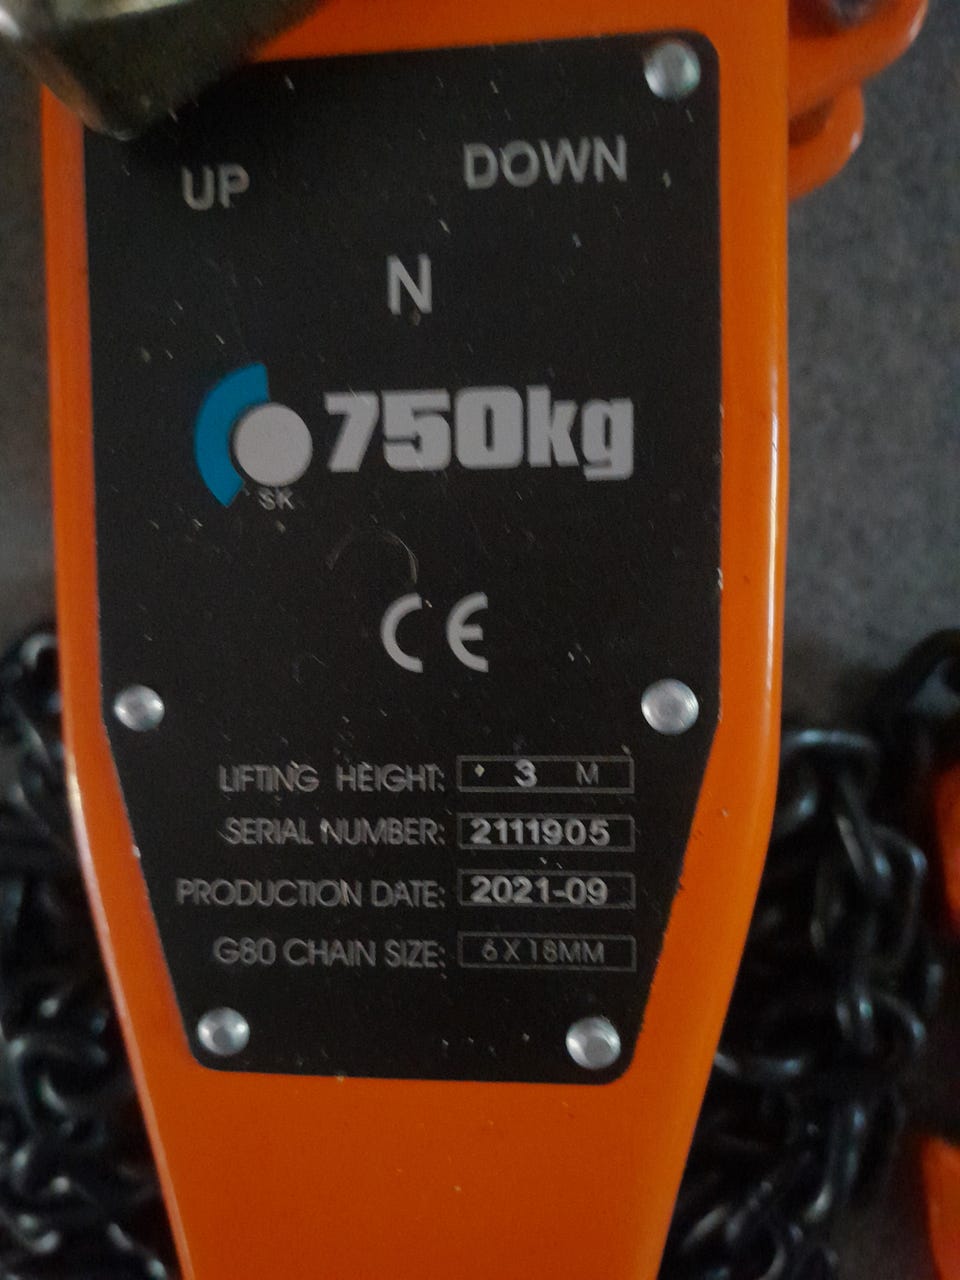 UP DOWN
N
750kg
SK
CE
LIFTING HEIGHT: 3 M
SERIAL NUMBER: 2111905
PRODUCTION DATE: 2021-09
G80 CHAIN SIZE: 6 X 18MM